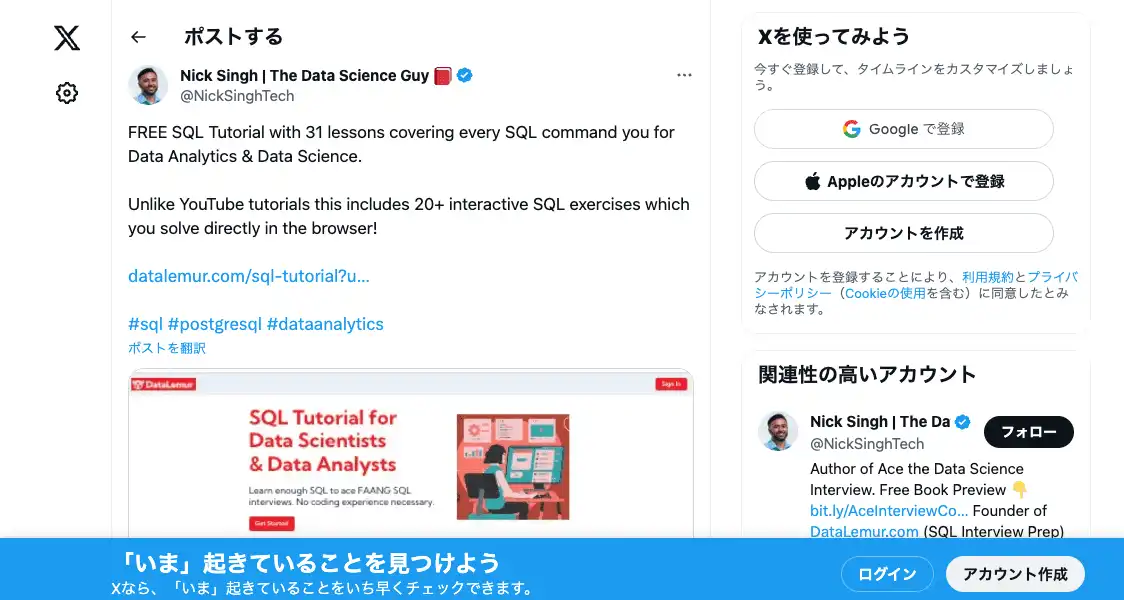 ポストする
Nick Singh | The Data Science Guy
@NickSinghTech
FREE SQL Tutorial with 31 lessons covering every SQL command you for
Data Analytics & Data Science.
Unlike YouTube tutorials this includes 20+ interactive SQL exercises which
you solve directly in the browser!
datalemur.com/sql-tutorial?u...
#sql #postgresql #dataanalytics
ポストを翻訳
DataLemur
Sign In
SQL Tutorial for
Data Scientists
& Data Analysts
Learn enough SQL to ace FAANG SQL
interviews. No coding experience necessary.
Get Started
Xを使ってみよう
今すぐ登録して、タイムラインをカスタマイズしましょ
う。
Google で登録
Appleのアカウントで登録
アカウントを作成
アカウントを登録することにより、利用規約とプライバ
シーポリシー（Cookieの使用を含む）に同意したとみ
なされます。
関連性の高いアカウント
Nick Singh | The Da
@NickSinghTech
フォロー
Author of Ace the Data Science
Interview. Free Book Preview 👇
bit.ly/AceInterviewCo... Founder of
DataLemur.com (SQL Interview Prep)
「いま」起きていることを見つけよう
Xなら、「いま」起きていることをいち早くチェックできます。
ログイン
アカウント作成